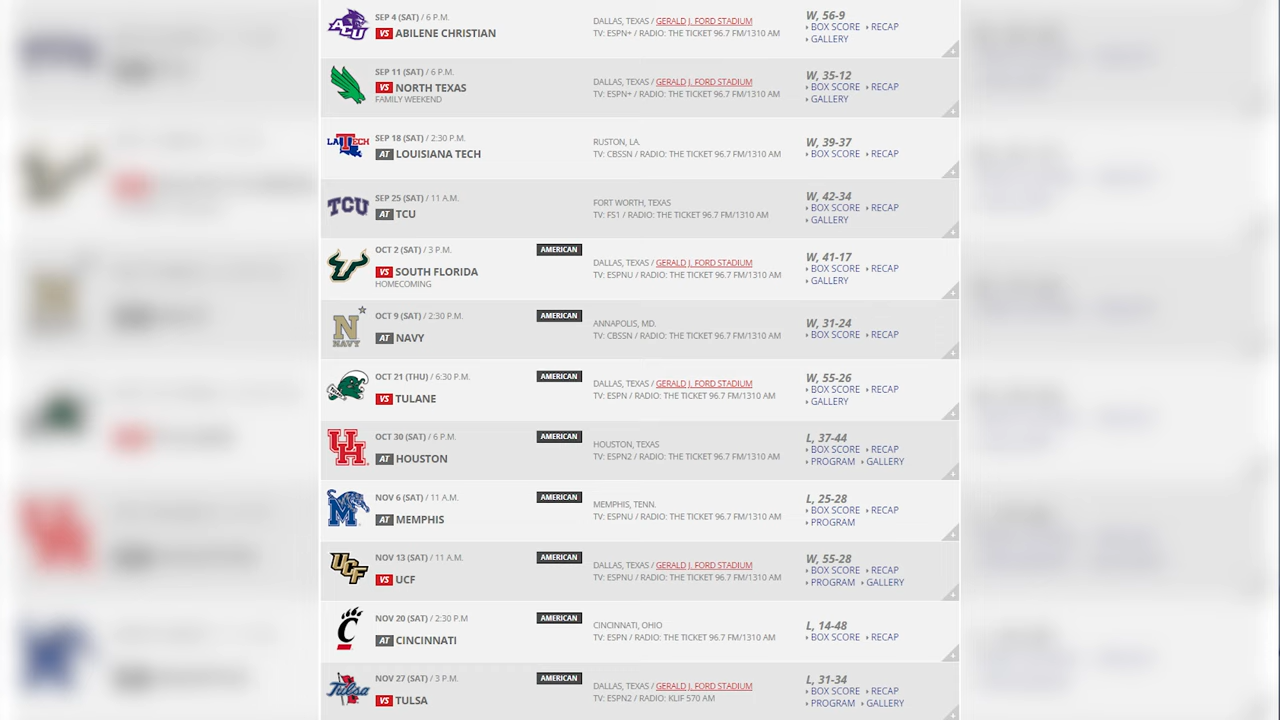 ACU
SEP 4 (SAT) / 6 P.M.
VS ABILENE CHRISTIAN
DALLAS, TEXAS / GERALD J. FORD STADIUM
TV: ESPN+ / RADIO: THE TICKET 96.7 FM/1310 AM
W, 56-9
BOX SCORE RECAP
GALLERY
SEP 11 (SAT) / 6 P.M.
VS NORTH TEXAS
FAMILY WEEKEND
DALLAS, TEXAS / GERALD J. FORD STADIUM
TV: ESPN+ / RADIO: THE TICKET 96.7 FM/1310 AM
W, 35-12
BOX SCORE RECAP
GALLERY
LA TECH
SEP 18 (SAT) / 2:30 P.M.
AT LOUISIANA TECH
RUSTON, LA.
TV: CBSSN / RADIO: THE TICKET 96.7 FM/1310 AM
W, 39-37
BOX SCORE RECAP
TCU
SEP 25 (SAT) / 11 A.M.
AT TCU
FORT WORTH, TEXAS
TV: FS1 / RADIO: THE TICKET 96.7 FM/1310 AM
W, 42-34
BOX SCORE RECAP
GALLERY
OCT 2 (SAT) / 3 P.M.
AMERICAN
VS SOUTH FLORIDA
HOMECOMING
DALLAS, TEXAS / GERALD J. FORD STADIUM
TV: ESPNU / RADIO: THE TICKET 96.7 FM/1310 AM
W, 41-17
BOX SCORE RECAP
GALLERY
N
NAVY
OCT 9 (SAT) / 2:30 P.M.
AMERICAN
AT NAVY
ANNAPOLIS, MD.
TV: CBSSN / RADIO: THE TICKET 96.7 FM/1310 AM
W, 31-24
BOX SCORE RECAP
OCT 21 (THU) / 6:30 P.M.
AMERICAN
VS TULANE
DALLAS, TEXAS / GERALD J. FORD STADIUM
TV: ESPN / RADIO: THE TICKET 96.7 FM/1310 AM
W, 55-26
BOX SCORE RECAP
GALLERY
UH
OCT 30 (SAT) / 6 P.M.
AMERICAN
AT HOUSTON
HOUSTON, TEXAS
TV: ESPN2 / RADIO: THE TICKET 96.7 FM/1310 AM
L, 37-44
BOX SCORE RECAP
PROGRAM GALLERY
M
NOV 6 (SAT) / 11 A.M.
AMERICAN
AT MEMPHIS
MEMPHIS, TENN.
TV: ESPNU / RADIO: THE TICKET 96.7 FM/1310 AM
L, 25-28
BOX SCORE RECAP
PROGRAM
UCF
NOV 13 (SAT) / 11 A.M.
AMERICAN
VS UCF
DALLAS, TEXAS / GERALD J. FORD STADIUM
TV: ESPNU / RADIO: THE TICKET 96.7 FM/1310 AM
W, 55-28
BOX SCORE RECAP
PROGRAM GALLERY
C
NOV 20 (SAT) / 2:30 P.M
AMERICAN
AT CINCINNATI
CINCINNATI, OHIO
TV: ESPN / RADIO: THE TICKET 96.7 FM/1310 AM
L, 14-48
BOX SCORE RECAP
Tulsa
NOV 27 (SAT) / 3 P.M.
AMERICAN
VS TULSA
DALLAS, TEXAS / GERALD J. FORD STADIUM
TV: ESPN2 / RADIO: KLIF 570 AM
L, 31-34
BOX SCORE RECAP
PROGRAM GALLERY